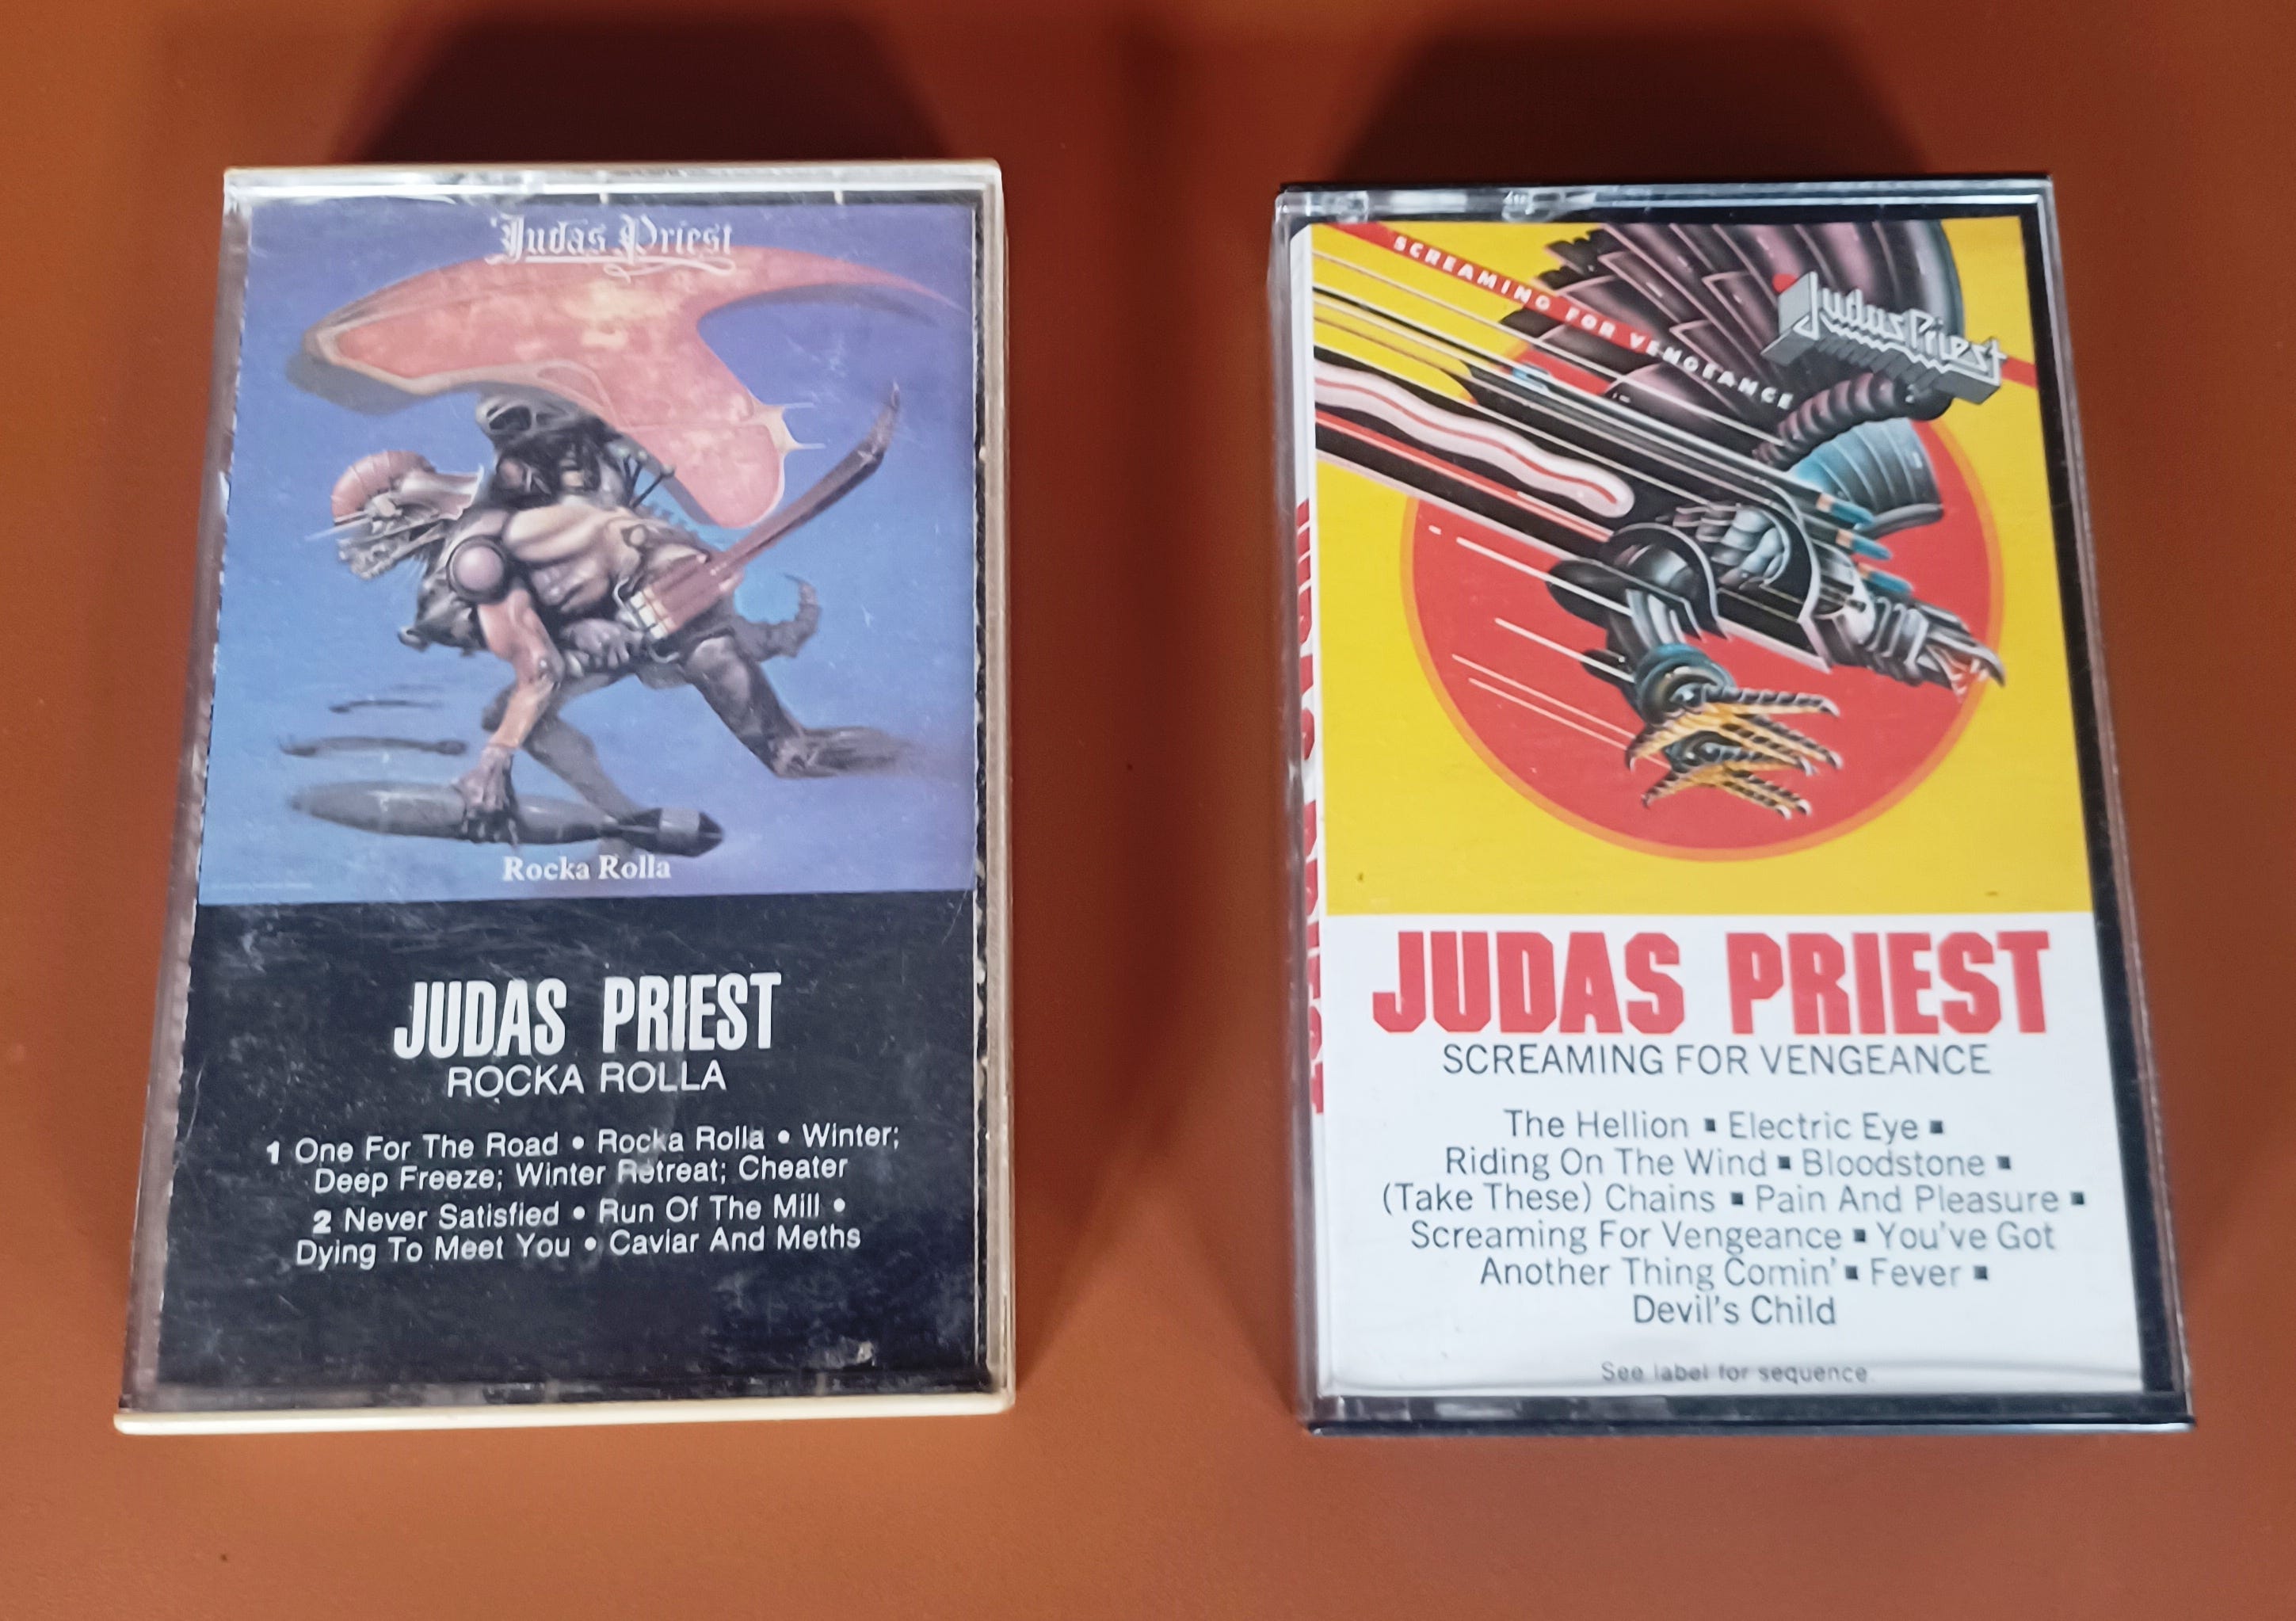 Judas Priest
Rocka Rolla
JUDAS PRIEST
ROCKA ROLLA
1 One For The Road • Rocka Rolla • Winter;
Deep Freeze; Winter Retreat; Cheater
2 Never Satisfied • Run Of The Mill •
Dying To Meet You • Caviar And Meths
SCREAMING FOR VENGEANCE
Judas Priest
JUDAS PRIEST
JUDAS PRIEST
SCREAMING FOR VENGEANCE
The Hellion ▪ Electric Eye ▪
Riding On The Wind ▪ Bloodstone ▪
(Take These) Chains ▪ Pain And Pleasure ▪
Screaming For Vengeance ▪ You've Got
Another Thing Comin' ▪ Fever ▪
Devil's Child
See label for sequence